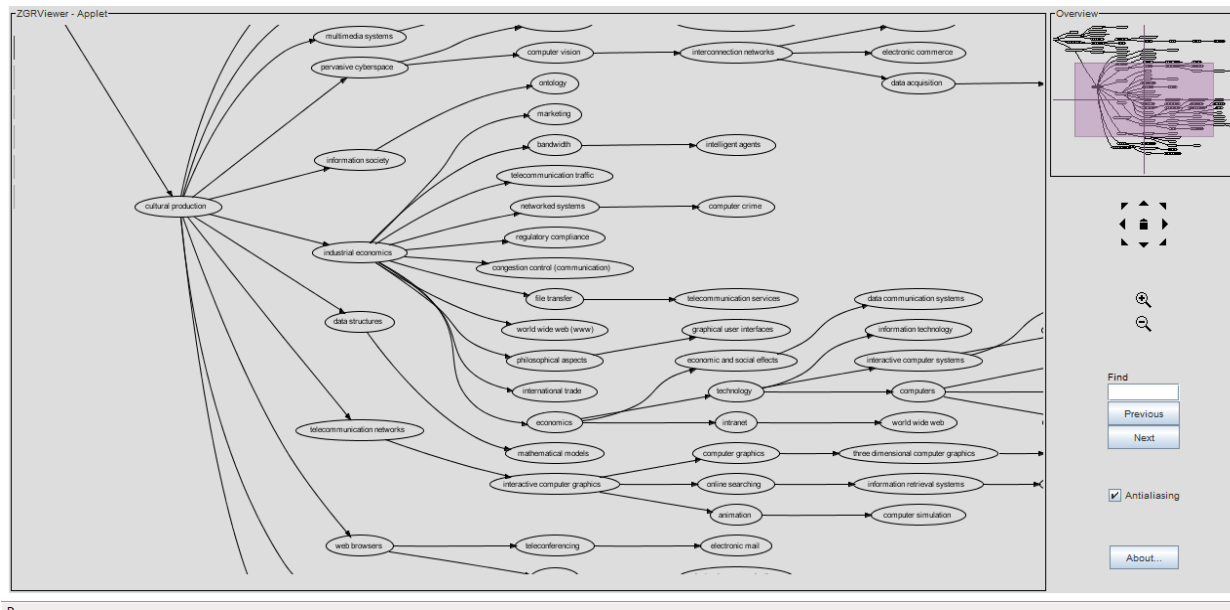 ZGRViewer - Applet
Overview
multimedia systems
pervasive cyberspace
computer vision
interconnection networks
electronic commerce
data acquisition
ontology
marketing
information society
bandwidth
intelligent agents
telecommunication traffic
cultural production
networked systems
computer crime
regulatory compliance
industrial economics
congestion control (communication)
file transfer
telecommunication services
data communication systems
data structures
world wide web (www)
graphical user interfaces
information technology
philosophical aspects
economic and social effects
interactive computer systems
international trade
technology
computers
economics
intranet
world wide web
telecommunication networks
mathematical models
computer graphics
three dimensional computer graphics
interactive computer graphics
online searching
information retrieval systems
animation
computer simulation
web browsers
teleconferencing
electronic mail
Find
Previous
Next
Antialiasing
About...